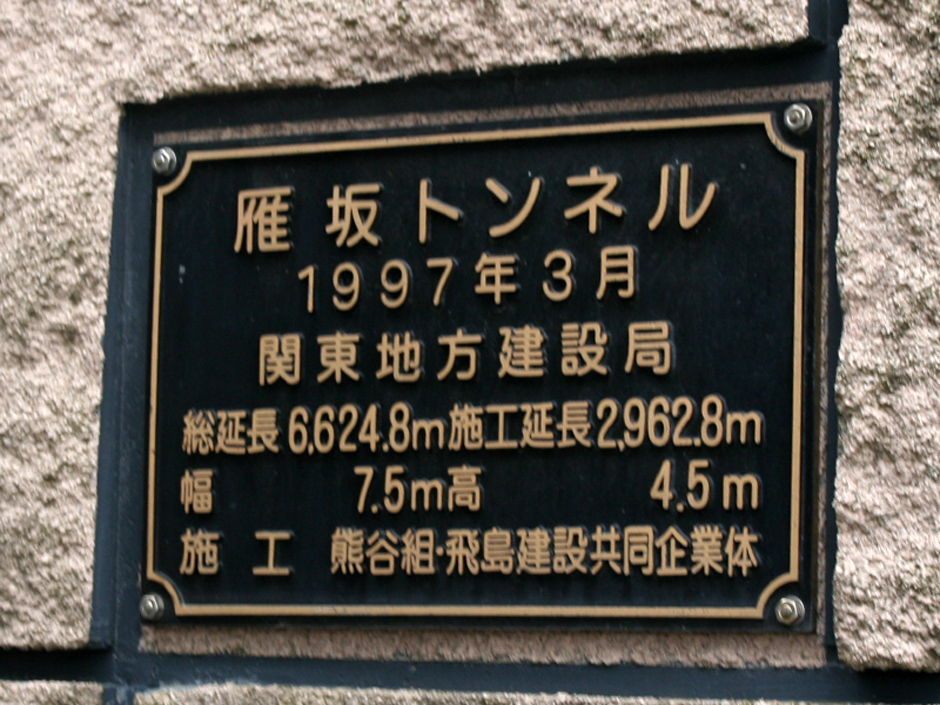 雁坂トンネル
1997年3月
関東地方建設局
総延長6,624.8m施工延長2,962.8m
幅 7.5m高 4.5m
施工 熊谷組・飛島建設共同企業体